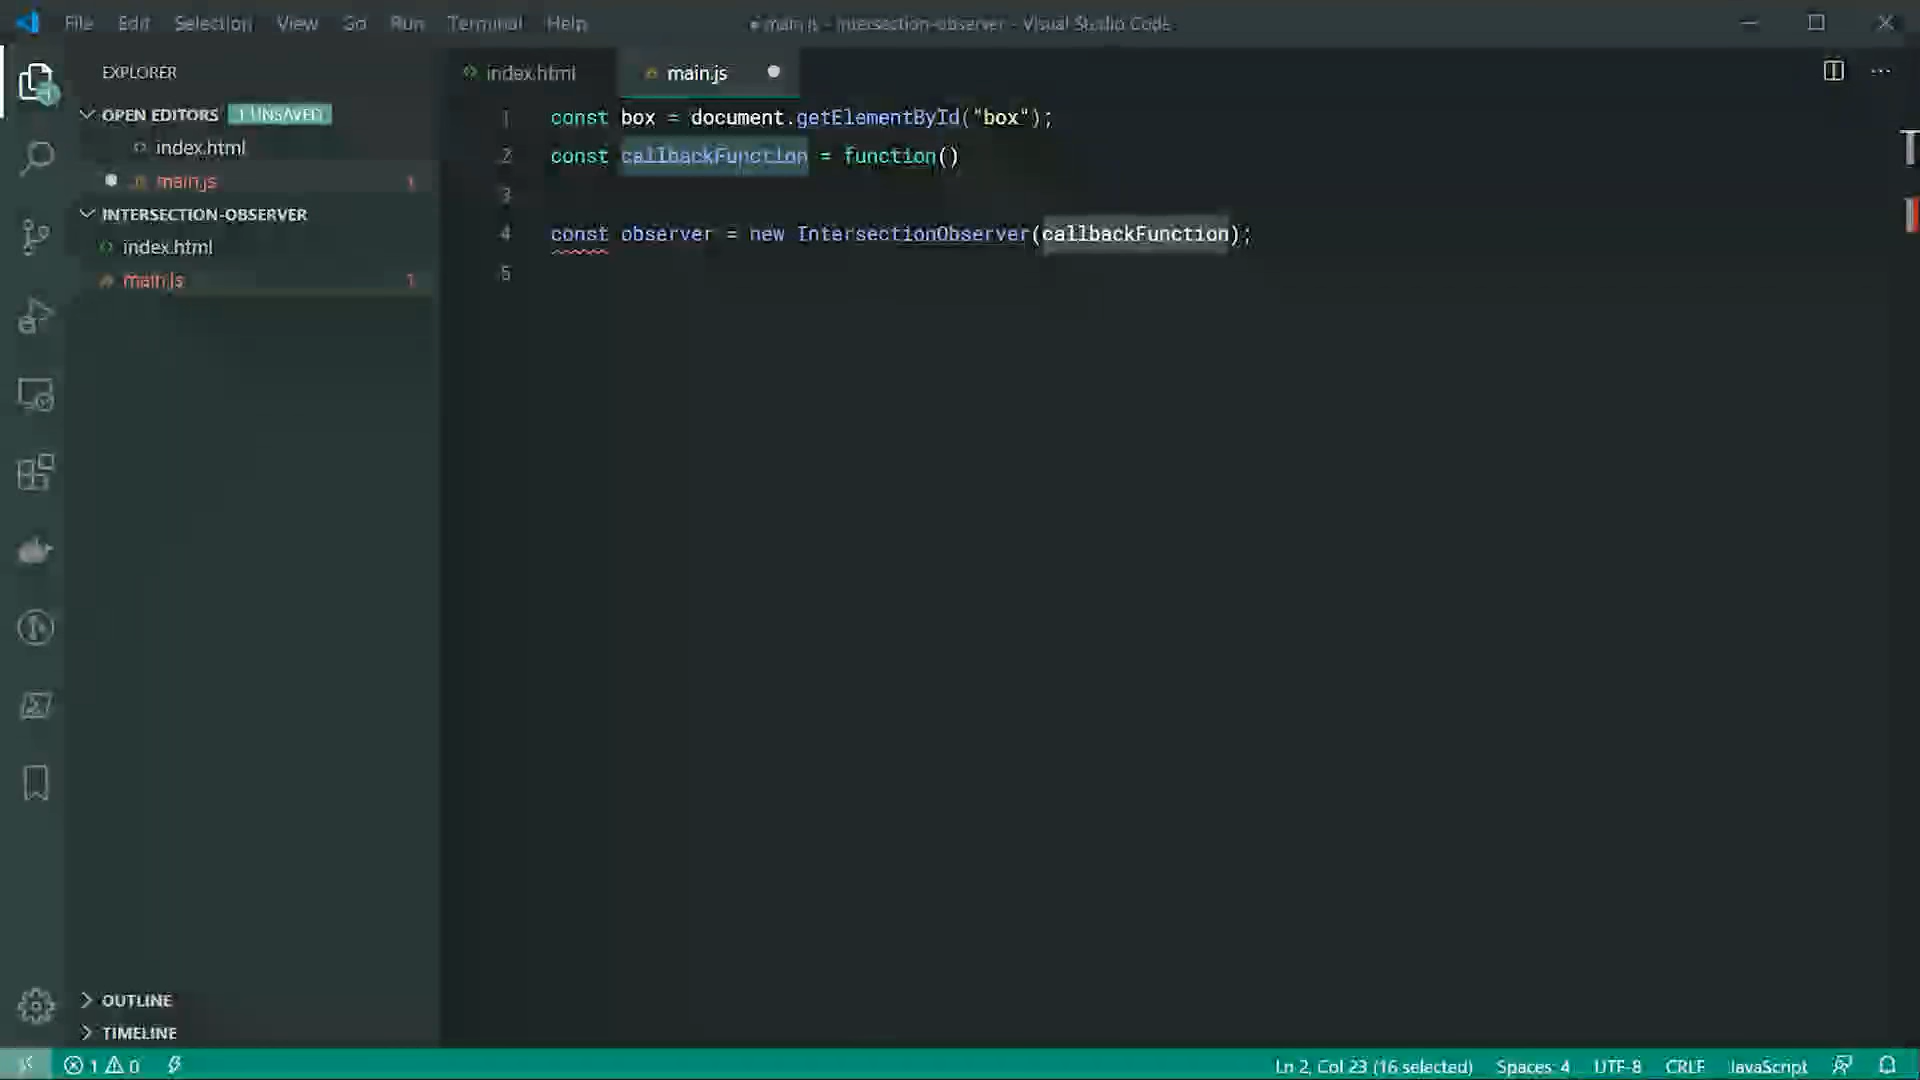 File Edit Selection View Go Run Terminal Help
● main.js - intersection-observer - Visual Studio Code
EXPLORER
OPEN EDITORS 1 UNSAVED
index.html
main.js 1
INTERSECTION-OBSERVER
index.html
main.js 1
OUTLINE
TIMELINE
index.html main.js
1 const box = document.getElementById("box");
2 const callbackFunction = function()
3
4 const observer = new IntersectionObserver(callbackFunction);
5
1 0
Ln 2, Col 23 (16 selected) Spaces: 4 UTF-8 CRLF JavaScript